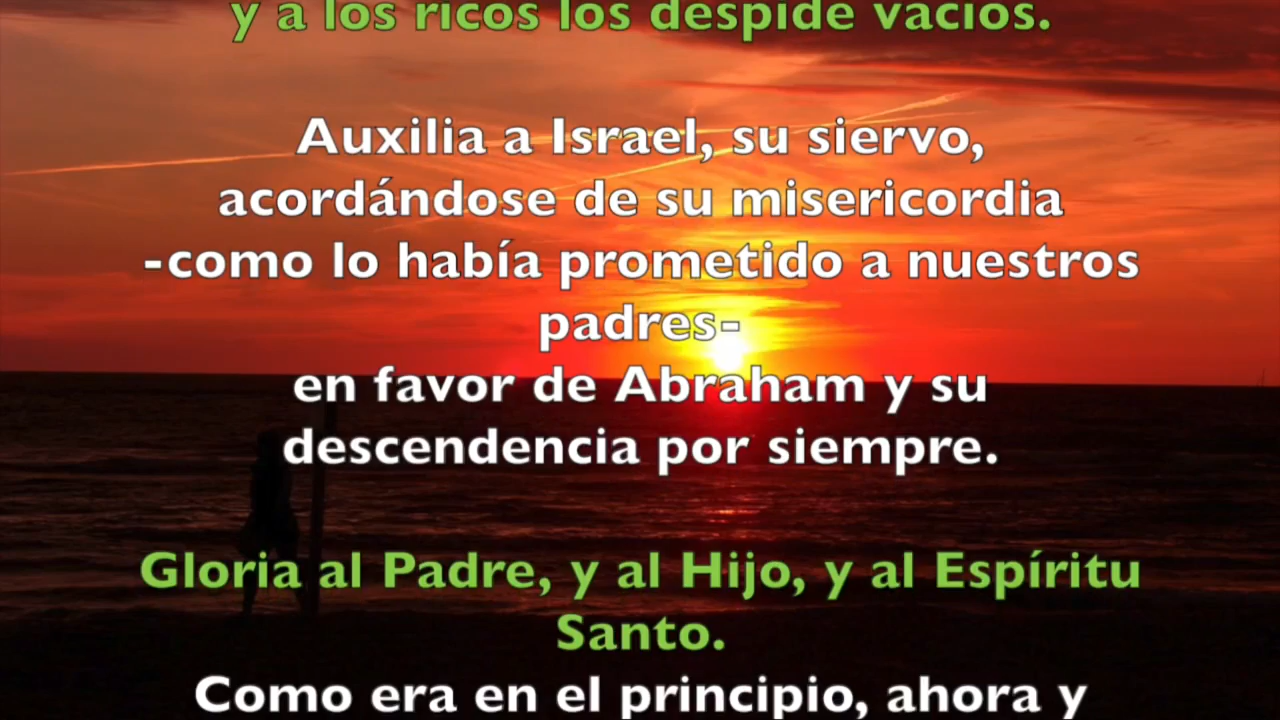 y a los ricos los despide vacíos.
Auxilia a Israel, su siervo,
acordándose de su misericordia
-como lo había prometido a nuestros
padres-
en favor de Abraham y su
descendencia por siempre.
Gloria al Padre, y al Hijo, y al Espíritu
Santo.
Como era en el principio, ahora y